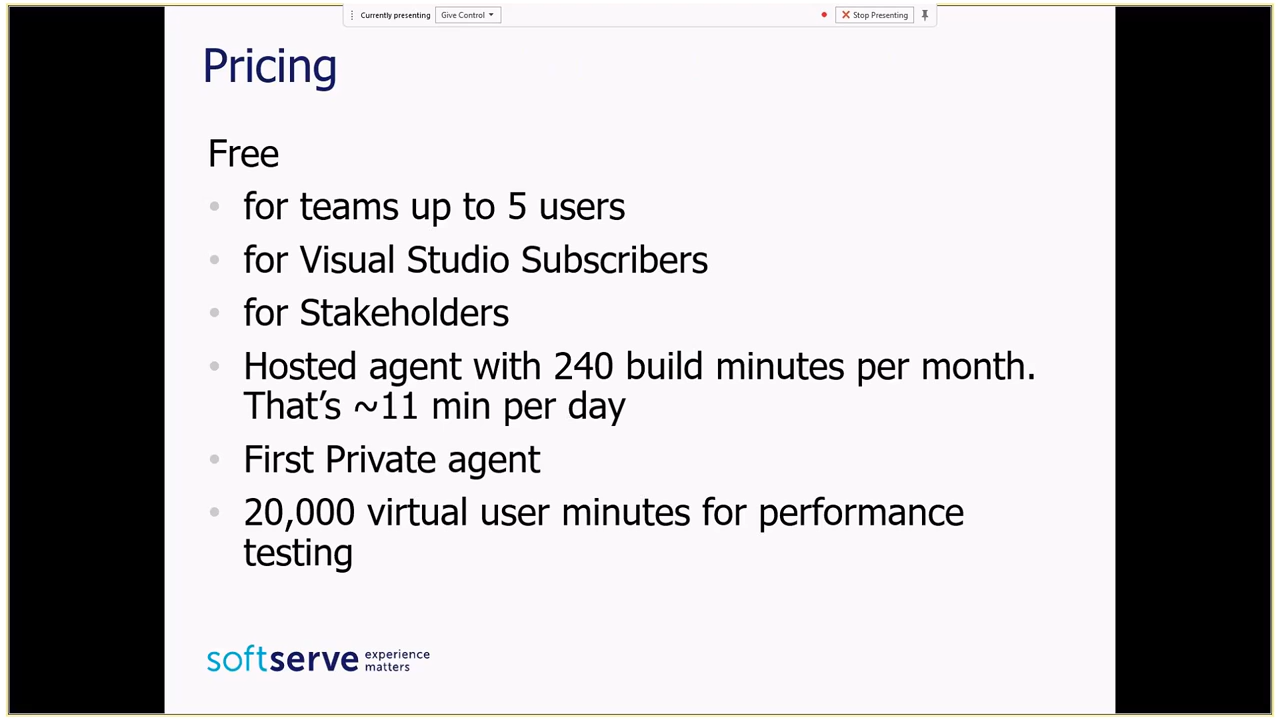 Currently presenting Give Control Stop Presenting
Pricing
Free
• for teams up to 5 users
• for Visual Studio Subscribers
• for Stakeholders
• Hosted agent with 240 build minutes per month.
That’s ~11 min per day
• First Private agent
• 20,000 virtual user minutes for performance
testing
softserve experience
matters